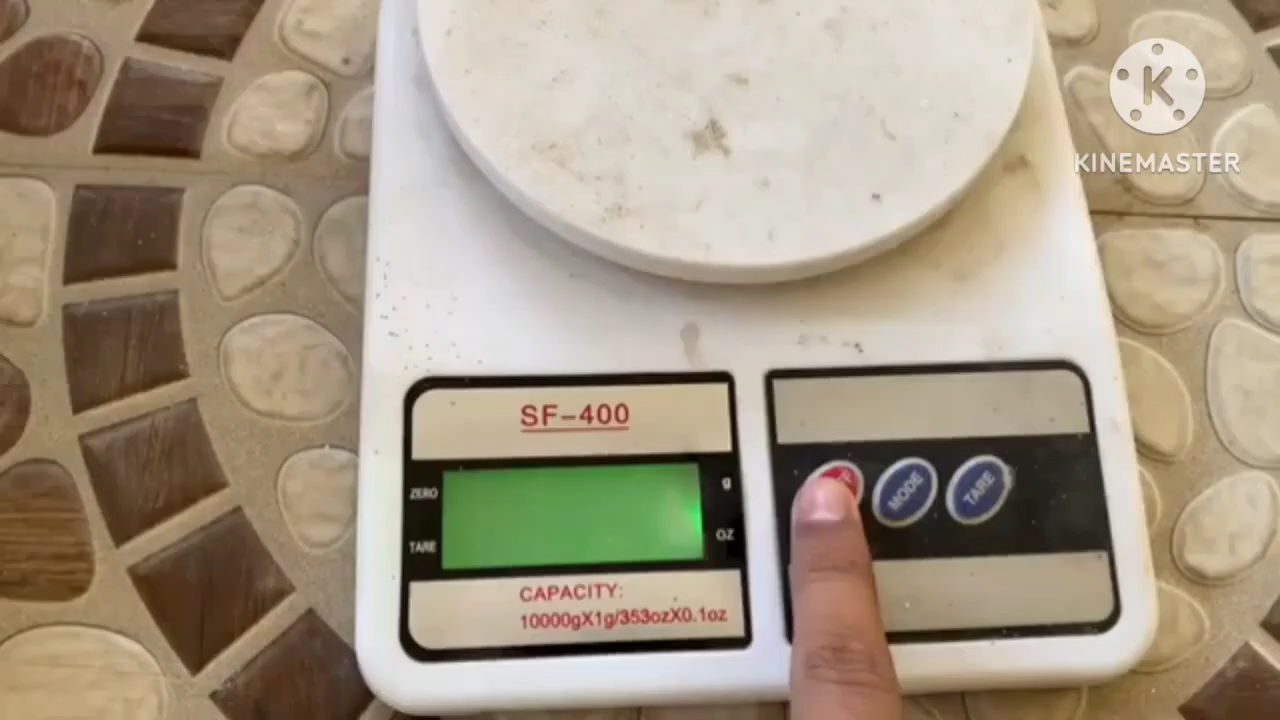 K
KINEMASTER
SF-400
ZERO
g
TARE
OZ
CAPACITY:
10000gX1g/353ozX0.1oz
MODE
TARE